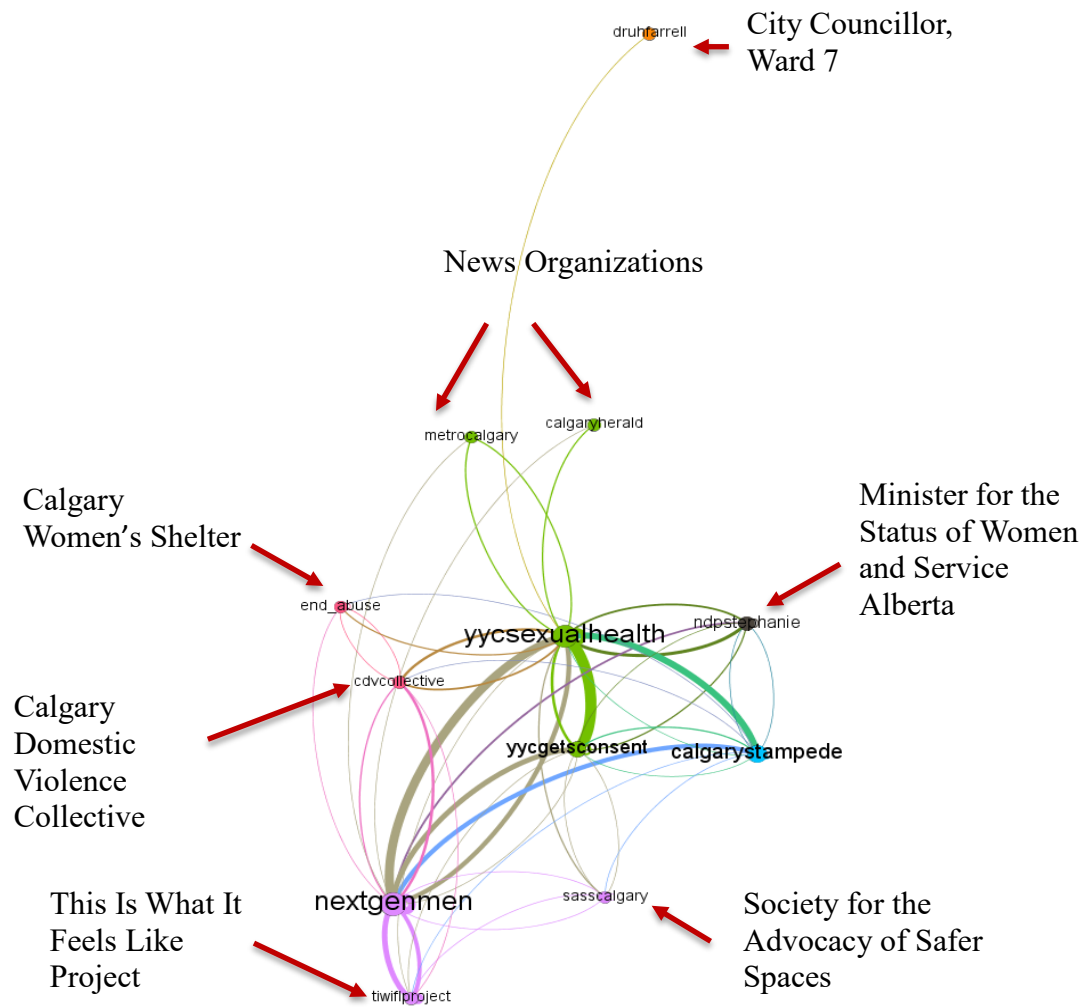 druhfarrell
City Councillor,
Ward 7
News Organizations
metrocalgary
calgaryherald
Calgary
Women's Shelter
Minister for the
Status of Women
and Service
Alberta
end_abuse
yycsexualhealth
ndpstephanie
cdvcollective
Calgary
Domestic
Violence
Collective
yycgetsconsent
calgarystampede
nextgenmen
sasscalgary
This Is What It
Feels Like
Project
Society for the
Advocacy of Safer
Spaces
tiwiflproject